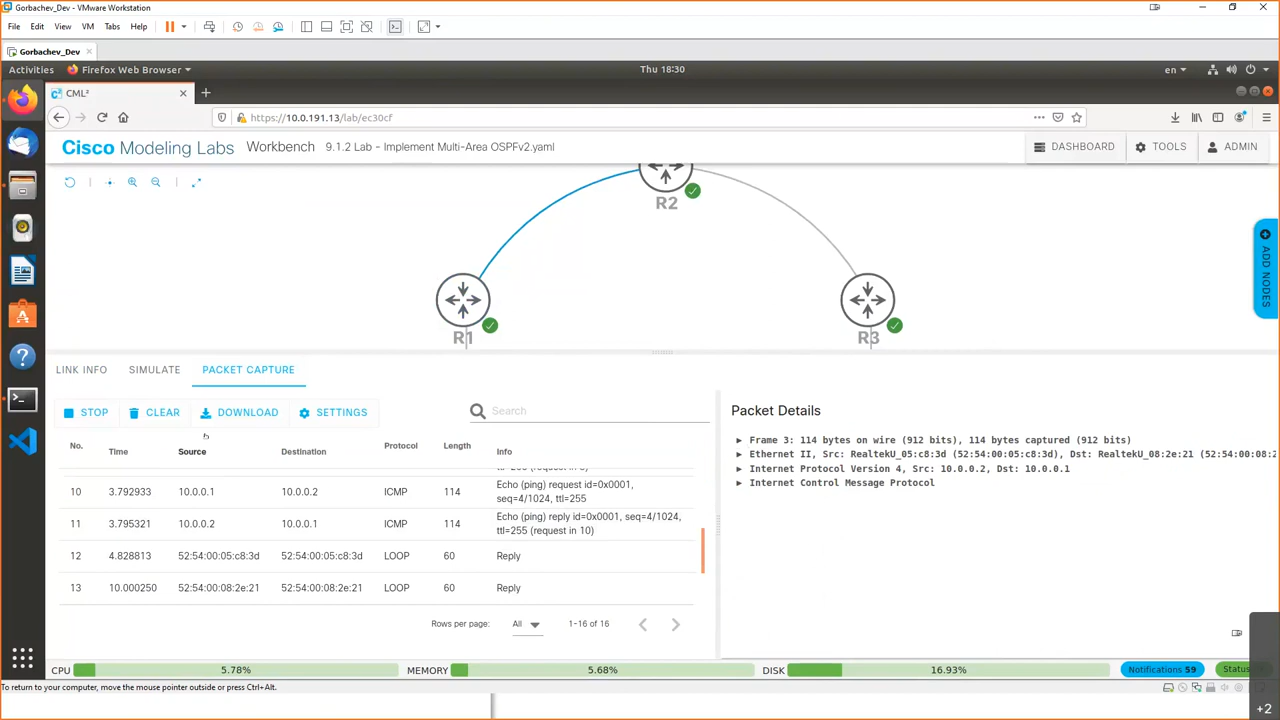 Gorbachev_Dev - VMware Workstation
File Edit View VM Tabs Help
Gorbachev_Dev
Activities Firefox Web Browser Thu 18:30 en
CML²
https://10.0.191.13/lab/ec30cf
Cisco Modeling Labs Workbench 9.1.2 Lab - Implement Multi-Area OSPFv2.yaml DASHBOARD TOOLS ADMIN
R2
ADD NODES
R1 R3
LINK INFO SIMULATE PACKET CAPTURE
STOP CLEAR DOWNLOAD SETTINGS Search
No. Time Source Destination Protocol Length Info
10 3.792933 10.0.0.1 10.0.0.2 ICMP 114 Echo (ping) request id=0x0001,
seq=4/1024, ttl=255
11 3.795321 10.0.0.2 10.0.0.1 ICMP 114 Echo (ping) reply id=0x0001, seq=4/1024,
ttl=255 (request in 10)
12 4.828813 52:54:00:05:c8:3d 52:54:00:05:c8:3d LOOP 60 Reply
13 10.000250 52:54:00:08:2e:21 52:54:00:08:2e:21 LOOP 60 Reply
Rows per page: All 1-16 of 16
Packet Details
Frame 3: 114 bytes on wire (912 bits), 114 bytes captured (912 bits)
Ethernet II, Src: RealtekU_05:c8:3d (52:54:00:05:c8:3d), Dst: RealtekU_08:2e:21 (52:54:00:08:2
Internet Protocol Version 4, Src: 10.0.0.2, Dst: 10.0.0.1
Internet Control Message Protocol
CPU 5.78% MEMORY 5.68% DISK 16.93% Notifications 59 Status
To return to your computer, move the mouse pointer outside or press Ctrl+Alt.
+2